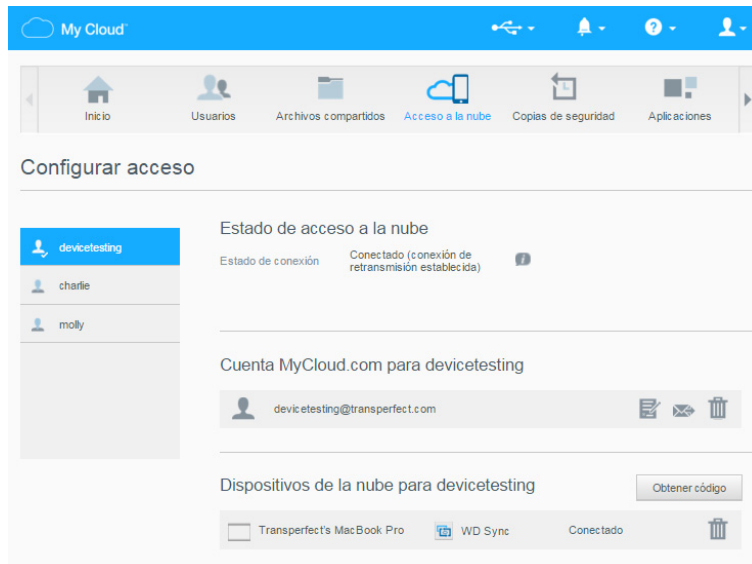 My Cloud
Inicio
Usuarios
Archivos compartidos
Acceso a la nube
Copias de seguridad
Aplicaciones
Configurar acceso
devicetesting
charlie
molly
Estado de acceso a la nube
Estado de conexión
Conectado (conexión de
retransmisión establecida)
Cuenta MyCloud.com para devicetesting
devicetesting@transperfect.com
Dispositivos de la nube para devicetesting
Obtener código
Transperfect's MacBook Pro
WD Sync
Conectado